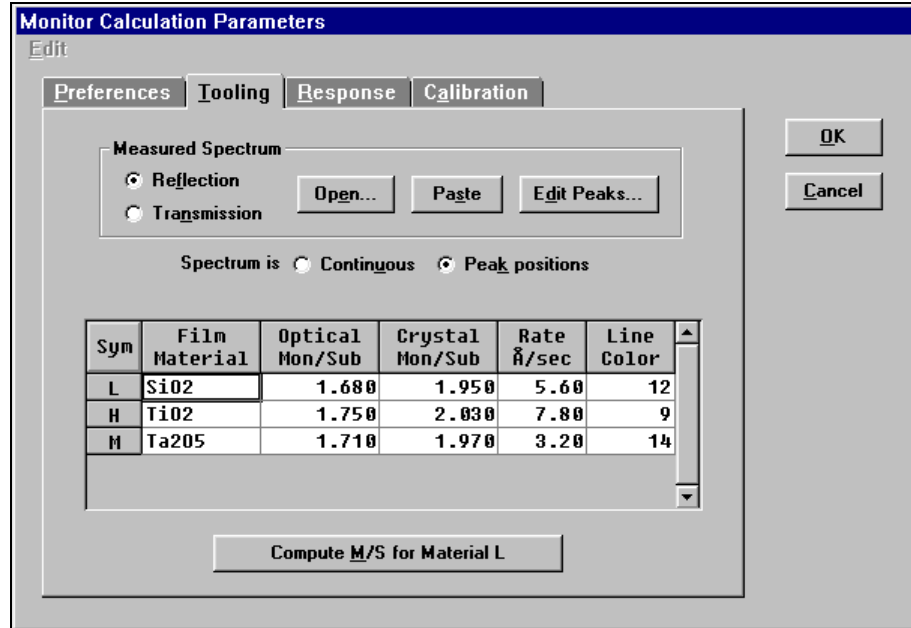 Monitor Calculation Parameters
Edit
Preferences Tooling Response Calibration
OK
Cancel
Measured Spectrum
Reflection
Transmission
Open... Paste Edit Peaks...
Spectrum is Continuous Peak positions
Sym Film Material Optical Mon/Sub Crystal Mon/Sub Rate Å/sec Line Color
L SiO2 1.680 1.950 5.60 12
H TiO2 1.750 2.030 7.80 9
M Ta2O5 1.710 1.970 3.20 14
Compute M/S for Material L